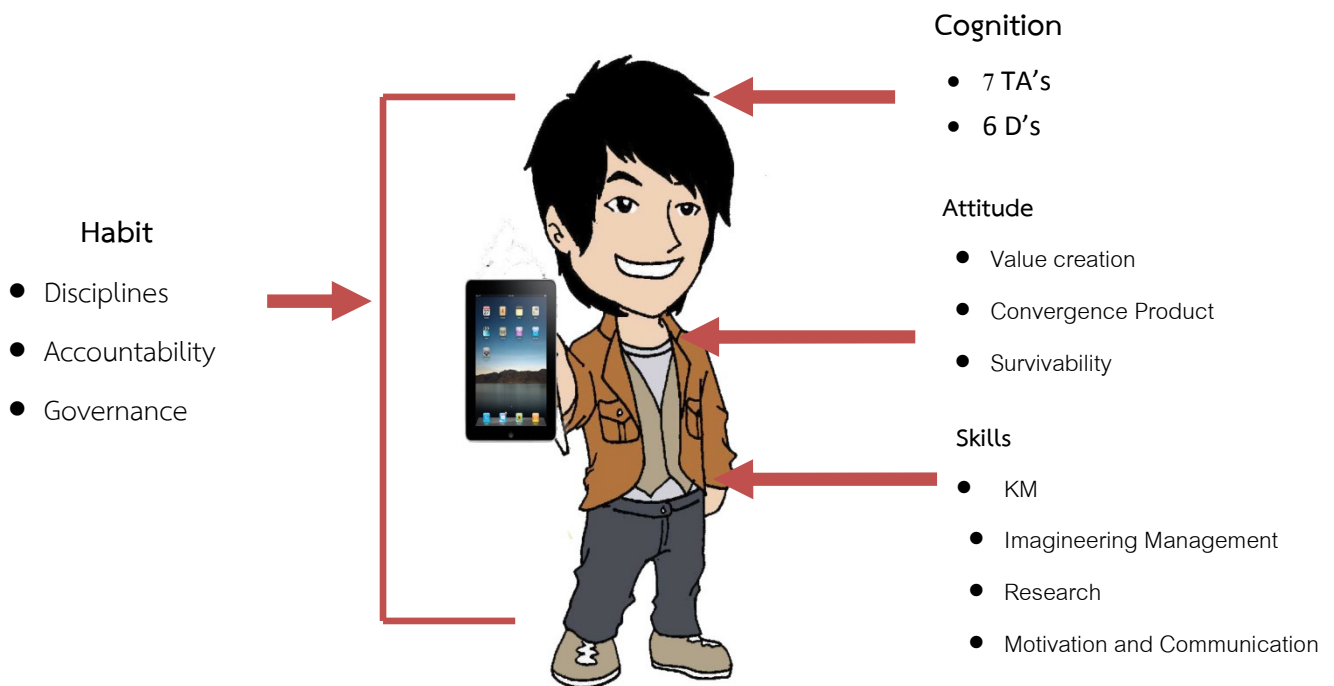 Cognition
• 7 TA’s
• 6 D’s
Attitude
• Value creation
• Convergence Product
• Survivability
Skills
• KM
• Imagineering Management
• Research
• Motivation and Communication
Habit
• Disciplines
• Accountability
• Governance